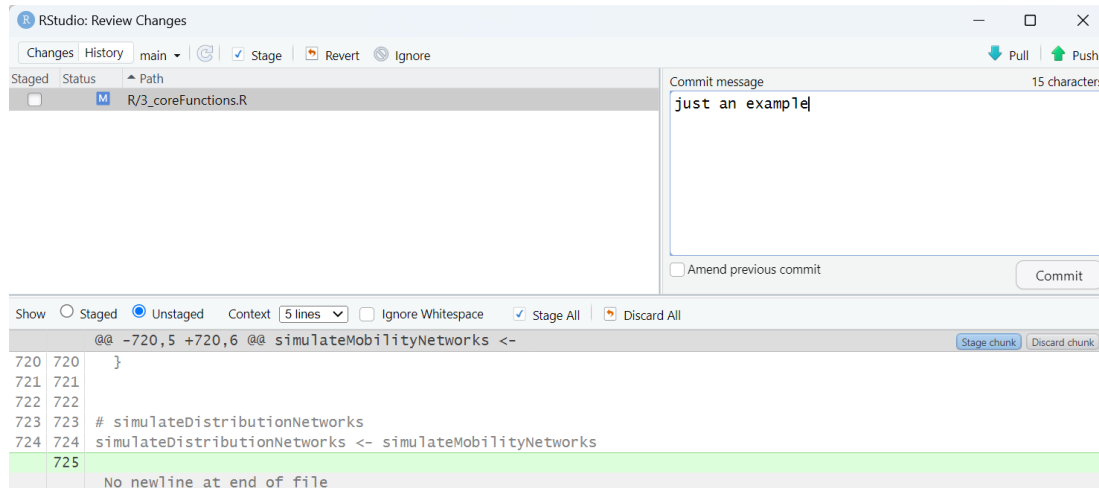 R RStudio: Review Changes
Changes History main Stage Revert Ignore Pull Push
Staged Status Path
M R/3_coreFunctions.R
Commit message 15 characters
just an example
Amend previous commit
Commit
Show Staged Unstaged Context 5 lines Ignore Whitespace Stage All Discard All
@@ -720,5 +720,6 @@ simulateMobilityNetworks <- Stage chunk Discard chunk
720 720 }
721 721
722 722
723 723 # simulateDistributionNetworks
724 724 simulateDistributionNetworks <- simulateMobilityNetworks
725
No newline at end of file